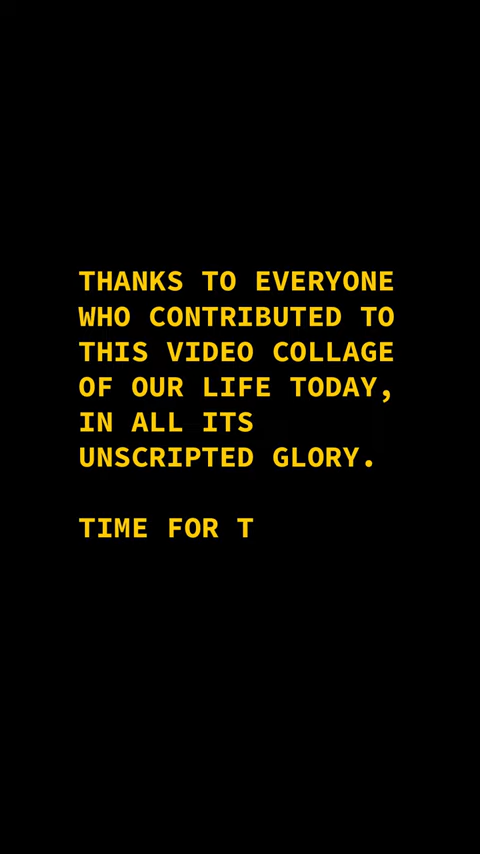 THANKS TO EVERYONE
WHO CONTRIBUTED TO
THIS VIDEO COLLAGE
OF OUR LIFE TODAY,
IN ALL ITS
UNSCRIPTED GLORY.
TIME FOR T